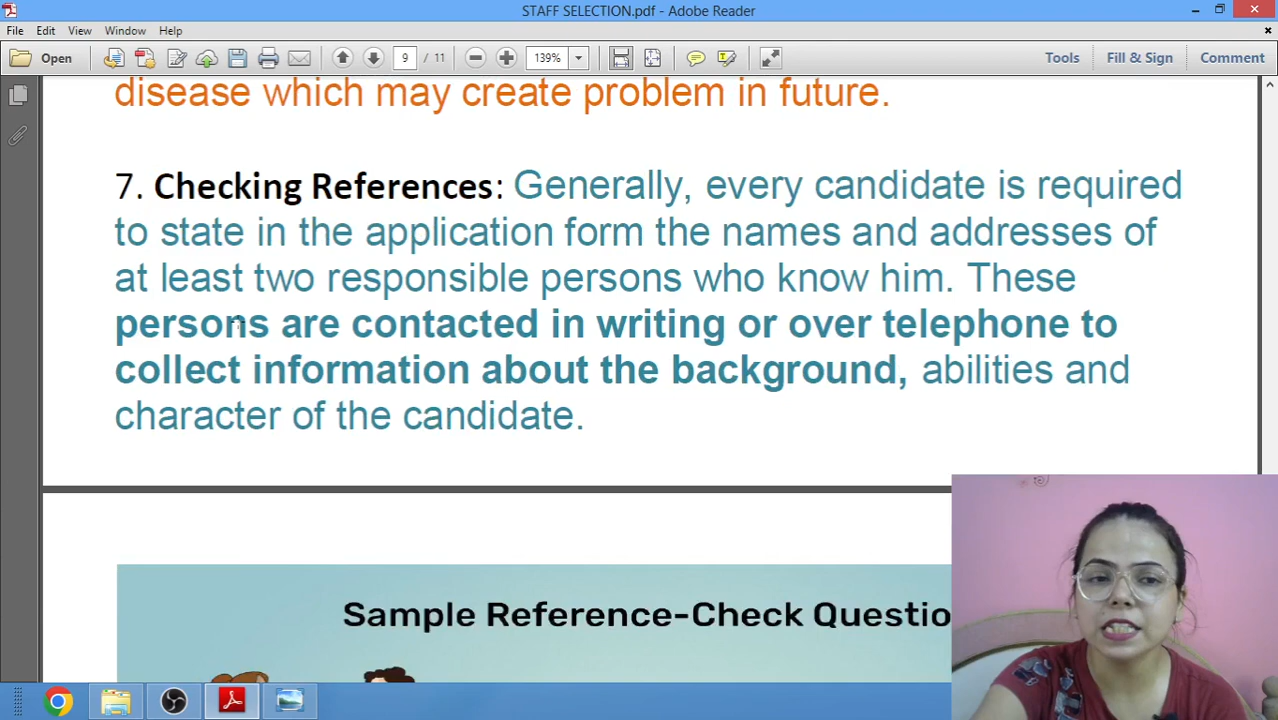 STAFF SELECTION.pdf - Adobe Reader
File Edit View Window Help
Open 9 / 11 139% Tools Fill & Sign Comment
disease which may create problem in future.
7. Checking References: Generally, every candidate is required
to state in the application form the names and addresses of
at least two responsible persons who know him. These
persons are contacted in writing or over telephone to
collect information about the background, abilities and
character of the candidate.
Sample Reference-Check Questio